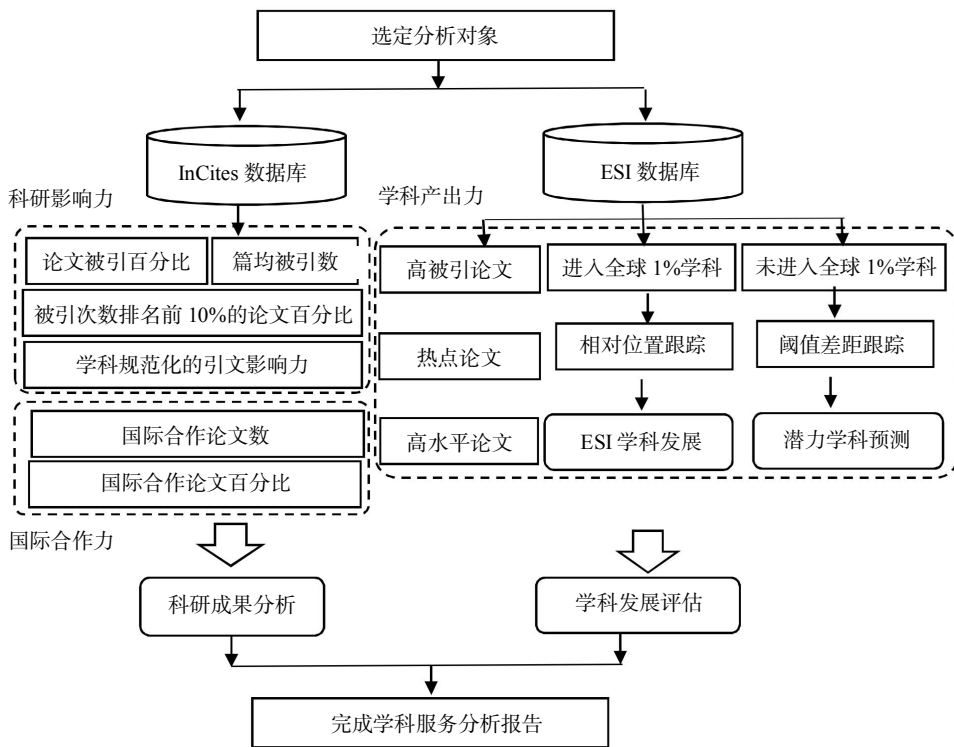 选定分析对象
InCites 数据库
ESI 数据库
科研影响力
学科产出力
论文被引百分比
篇均被引数
被引次数排名前 10%的论文百分比
学科规范化的引文影响力
高被引论文
进入全球 1%学科
未进入全球 1%学科
热点论文
相对位置跟踪
阈值差距跟踪
国际合作论文数
国际合作论文百分比
高水平论文
ESI 学科发展
潜力学科预测
国际合作力
科研成果分析
学科发展评估
完成学科服务分析报告